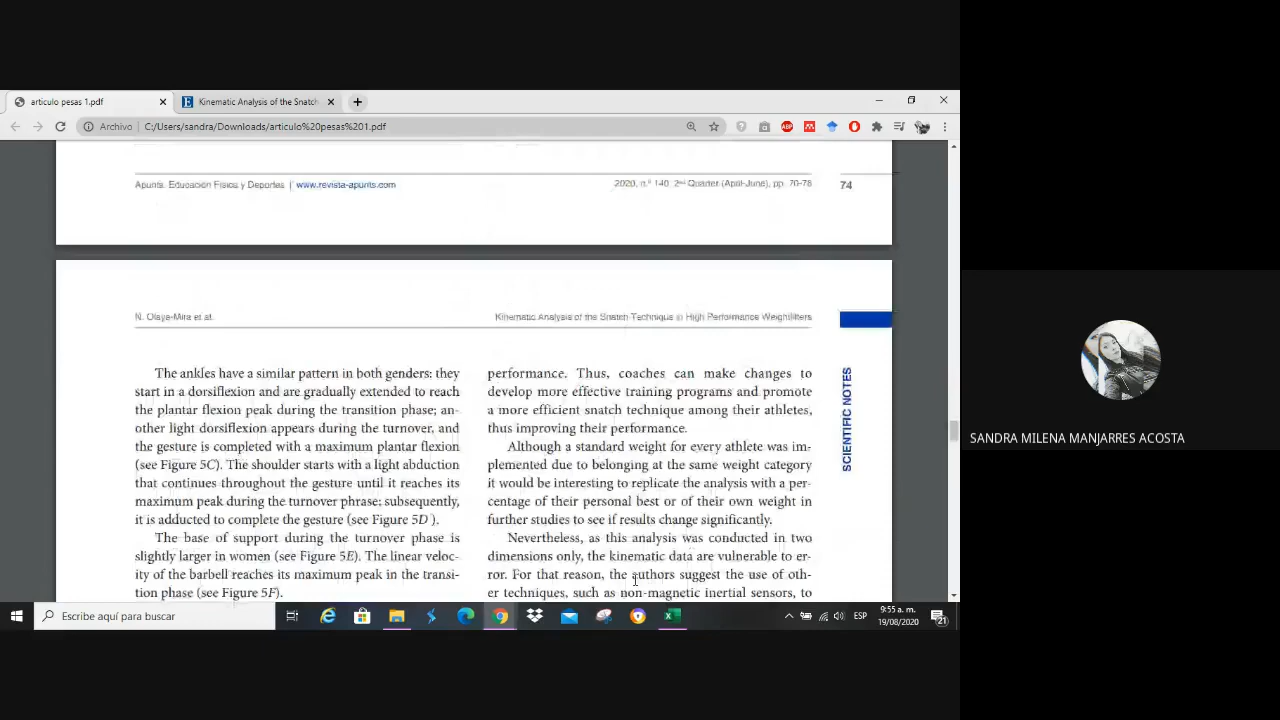 articulo pesas 1.pdf
Kinematic Analysis of the Snatch
Archivo
C:/Users/sandra/Downloads/articulo%20pesas%201.pdf
Apunts. Educación Física y Deportes | www.revista-apunts.com
2020, n.º 140. 2nd Quarter (April-June), pp. 70-78
74
N. Olaya-Mira et al.
Kinematic Analysis of the Snatch Technique in High Performance Weightlifters
The ankles have a similar pattern in both genders: they
start in a dorsiflexion and are gradually extended to reach
the plantar flexion peak during the transition phase; an-
other light dorsiflexion appears during the turnover, and
the gesture is completed with a maximum plantar flexion
(see Figure 5C). The shoulder starts with a light abduction
that continues throughout the gesture until it reaches its
maximum peak during the turnover phase; subsequently,
it is adducted to complete the gesture (see Figure 5D ).
The base of support during the turnover phase is
slightly larger in women (see Figure 5E). The linear veloc-
ity of the barbell reaches its maximum peak in the transi-
tion phase (see Figure 5F).
performance. Thus, coaches can make changes to
develop more effective training programs and promote
a more efficient snatch technique among their athletes,
thus improving their performance.
Although a standard weight for every athlete was im-
plemented due to belonging at the same weight category
it would be interesting to replicate the analysis with a per-
centage of their personal best or of their own weight in
further studies to see if results change significantly.
Nevertheless, as this analysis was conducted in two
dimensions only, the kinematic data are vulnerable to er-
ror. For that reason, the authors suggest the use of oth-
er techniques, such as non-magnetic inertial sensors, to
SCIENTIFIC NOTES
SANDRA MILENA MANJARRES ACOSTA
Escribe aquí para buscar
ESP
9:55 a. m.
19/08/2020
21